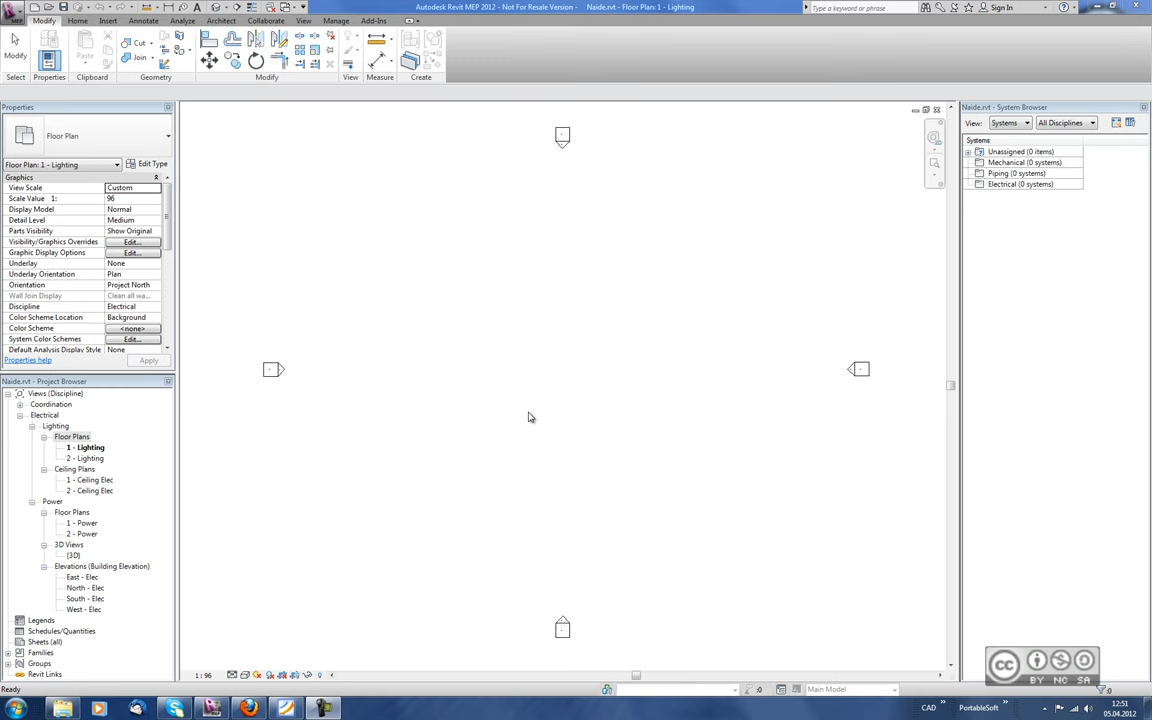 Autodesk Revit MEP 2012 - Not For Resale Version - Naide.rvt - Floor Plan: 1 - Lighting
Type a keyword or phrase
Sign In
Modify Home Insert Annotate Analyze Architect Collaborate View Manage Add-Ins
Modify Properties Paste Cut Join
Select Properties Clipboard Geometry Modify View Measure Create
Properties
Floor Plan
Floor Plan: 1 - Lighting Edit Type
Graphics
View Scale Custom
Scale Value 1: 96
Display Model Normal
Detail Level Medium
Parts Visibility Show Original
Visibility/Graphics Overrides Edit...
Graphic Display Options Edit...
Underlay None
Underlay Orientation Plan
Orientation Project North
Wall Join Display Clean all wa...
Discipline Electrical
Color Scheme Location Background
Color Scheme <none>
System Color Schemes Edit...
Default Analysis Display Style None
Properties help Apply
Naide.rvt - Project Browser
Views (Discipline)
Coordination
Electrical
Lighting
Floor Plans
1 - Lighting
2 - Lighting
Ceiling Plans
1 - Ceiling Elec
2 - Ceiling Elec
Power
Floor Plans
1 - Power
2 - Power
3D Views
{3D}
Elevations (Building Elevation)
East - Elec
North - Elec
South - Elec
West - Elec
Legends
Schedules/Quantities
Sheets (all)
Families
Groups
Revit Links
Naide.rvt - System Browser
View: Systems All Disciplines
Systems
Unassigned (0 items)
Mechanical (0 systems)
Piping (0 systems)
Electrical (0 systems)
1 : 96
Ready
:0
Main Model
:0
cc
BY NC SA
CAD »
PortableSoft »
12:51
05.04.2012